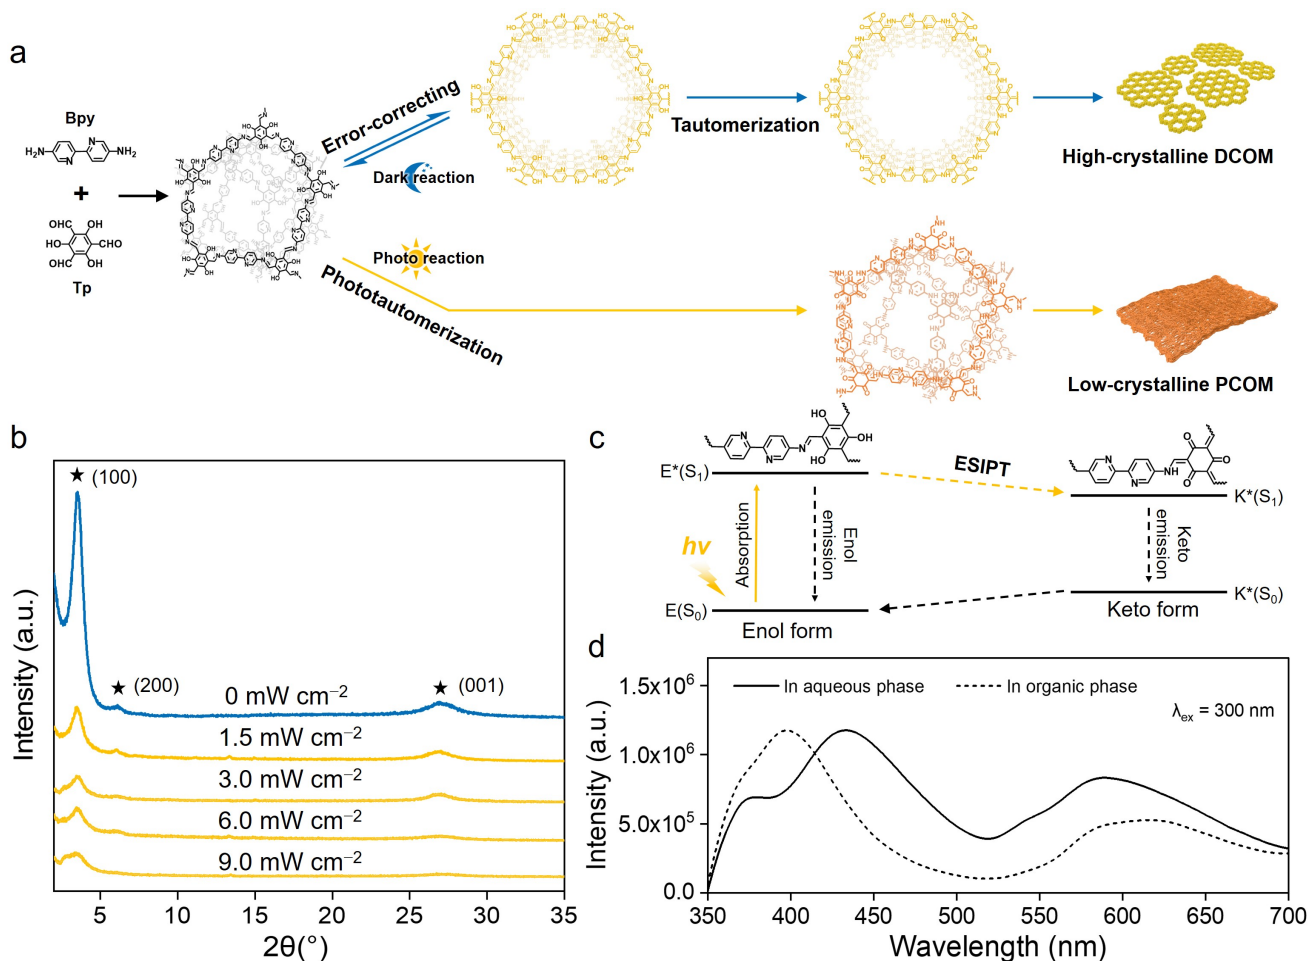 a
Bpy
H₂N
NH₂
+
OHC
OH
HO
CHO
OHC
OH
Tp
Error-correcting
Dark reaction
Photo reaction
Phototautomerization
Tautomerization
High-crystalline DCOM
Low-crystalline PCOM
b
Intensity (a.u.)
★ (100)
★ (200)
★ (001)
0 mW cm⁻²
1.5 mW cm⁻²
3.0 mW cm⁻²
6.0 mW cm⁻²
9.0 mW cm⁻²
5 10 15 20 25 30 35
2θ(°)
c
HO
N
N
N
OH
HO
E*(S₁)
ESIPT
O
O
N
NH
N
O
K*(S₁)
hv
Absorption
Enol
emission
Keto
emission
E(S₀)
Enol form
K*(S₀)
Keto form
d
Intensity (a.u.)
1.5x10⁶
1.0x10⁶
5.0x10⁵
0.0
In aqueous phase
In organic phase
λex = 300 nm
350 400 450 500 550 600 650 700
Wavelength (nm)